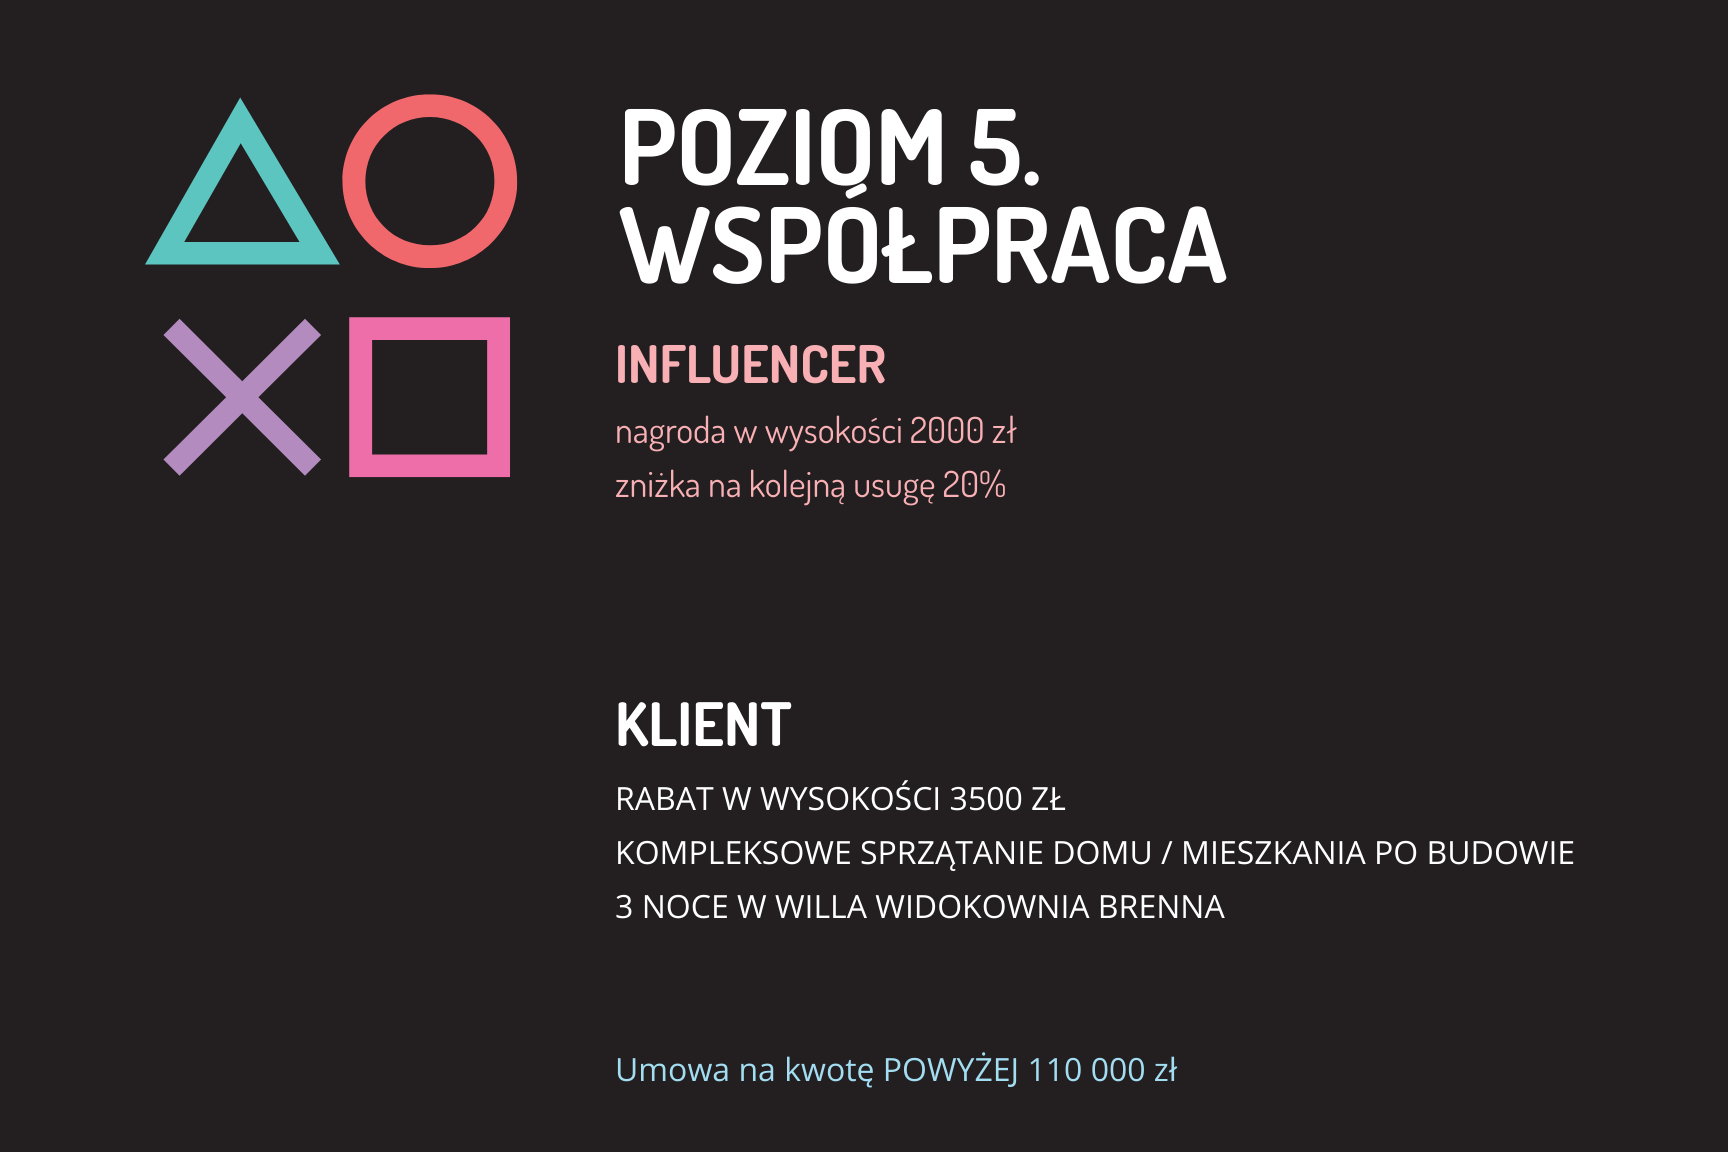 POZIOM 5.
WSPÓŁPRACA
INFLUENCER
nagroda w wysokości 2000 zł
zniżka na kolejną usugę 20%
KLIENT
RABAT W WYSOKOŚCI 3500 ZŁ
KOMPLEKSOWE SPRZĄTANIE DOMU / MIESZKANIA PO BUDOWIE
3 NOCE W WILLA WIDOKOWNIA BRENNA
Umowa na kwotę POWYŻEJ 110 000 zł